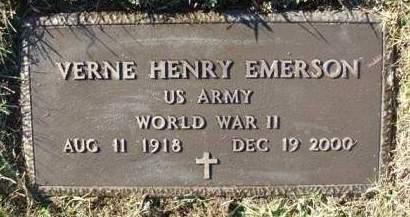 VERNE HENRY EMERSON
US ARMY
WORLD WAR II
AUG 11 1918 DEC 19 2000